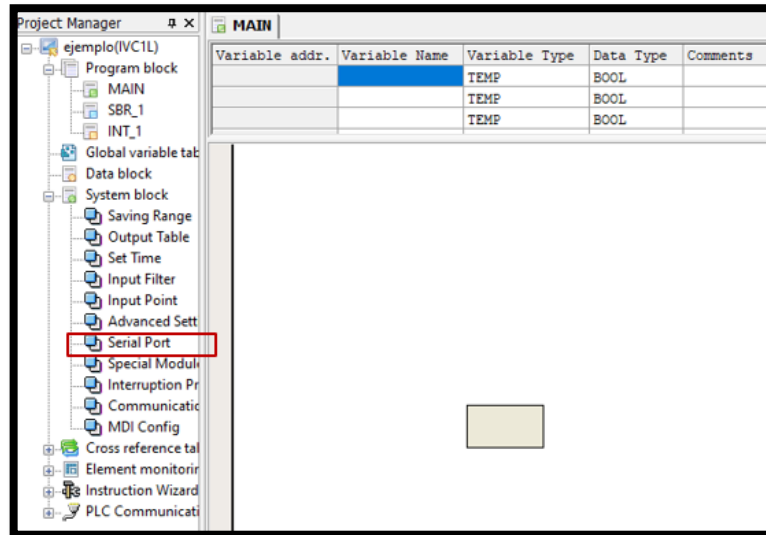 Project Manager
MAIN
ejemplo(IVC1L)
Program block
MAIN
SBR_1
INT_1
Global variable tab
Data block
System block
Saving Range
Output Table
Set Time
Input Filter
Input Point
Advanced Sett
Serial Port
Special Module
Interruption Pr
Communicatic
MDI Config
Cross reference tal
Element monitorir
Instruction Wizard
PLC Communicati
Variable addr. Variable Name Variable Type Data Type Comments
TEMP BOOL
TEMP BOOL
TEMP BOOL